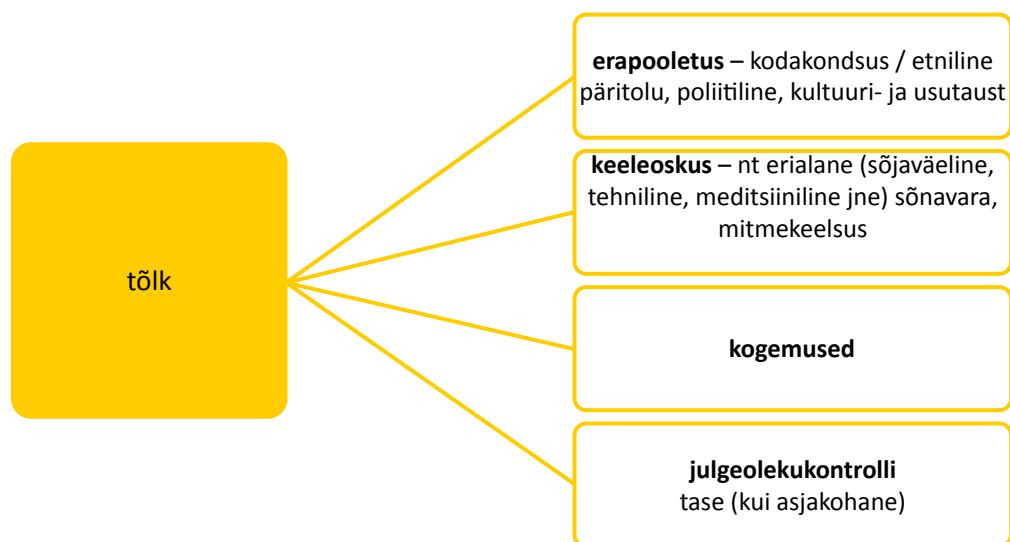 tõlk
erapooletus – kodakondsus / etniline
päritolu, poliitiline, kultuuri- ja usutaust
keeleoskus – nt erialane (sõjaväeline,
tehniline, meditsiiniline jne) sõnavara,
mitmekeelsus
kogemused
julgeolekukontrolli
tase (kui asjakohane)